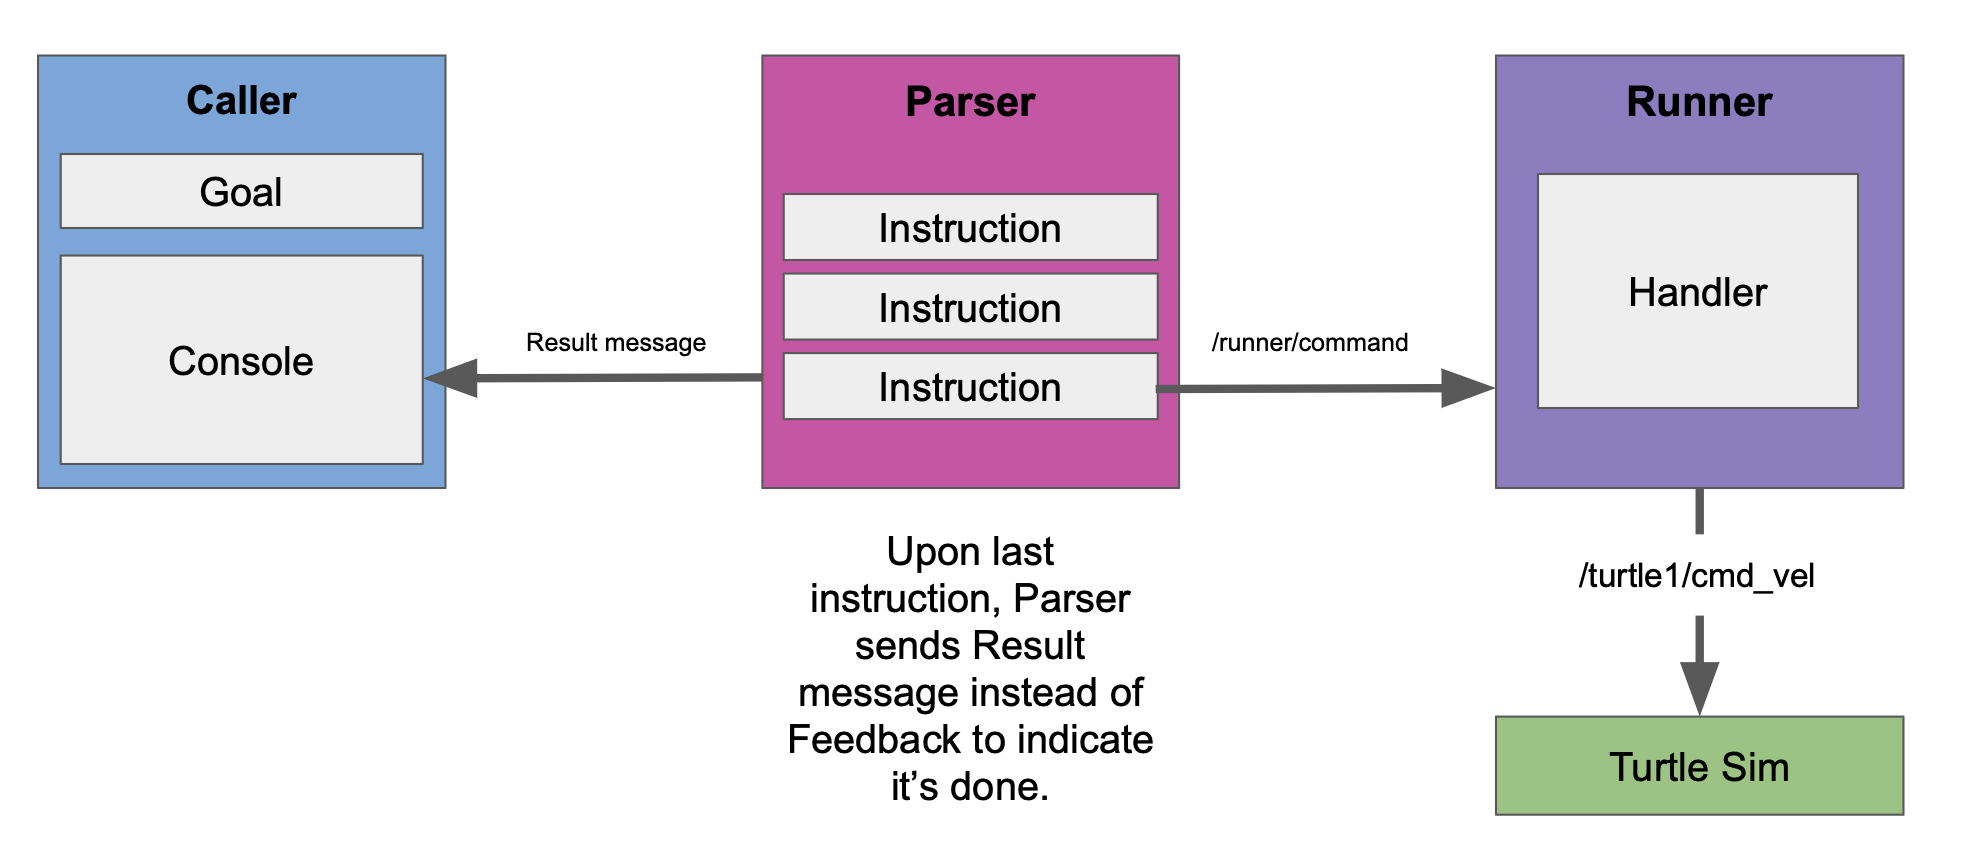 Caller
Goal
Console
Result message
Parser
Instruction
Instruction
Instruction
/runner/command
Runner
Handler
Upon last
instruction, Parser
sends Result
message instead of
Feedback to indicate
it’s done.
/turtle1/cmd_vel
Turtle Sim